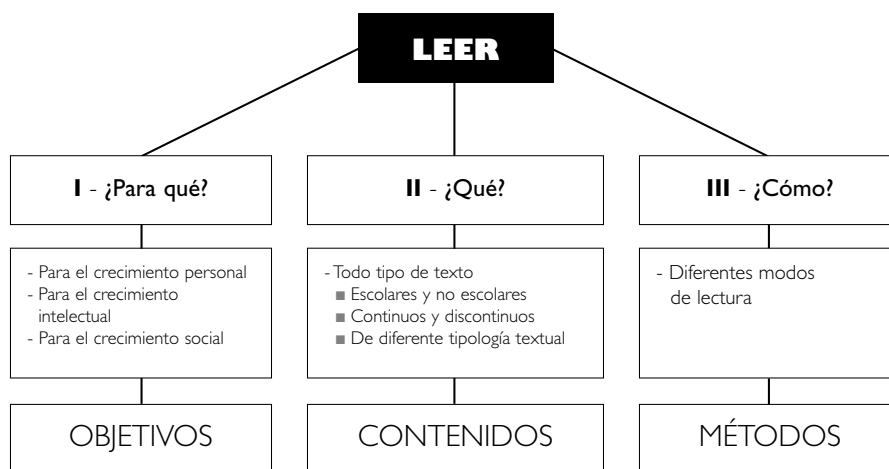 LEER
I - ¿Para qué?
II - ¿Qué?
III - ¿Cómo?
- Para el crecimiento personal
- Para el crecimiento
intelectual
- Para el crecimiento social
- Todo tipo de texto
■ Escolares y no escolares
■ Continuos y discontinuos
■ De diferente tipología textual
- Diferentes modos
de lectura
OBJETIVOS
CONTENIDOS
MÉTODOS